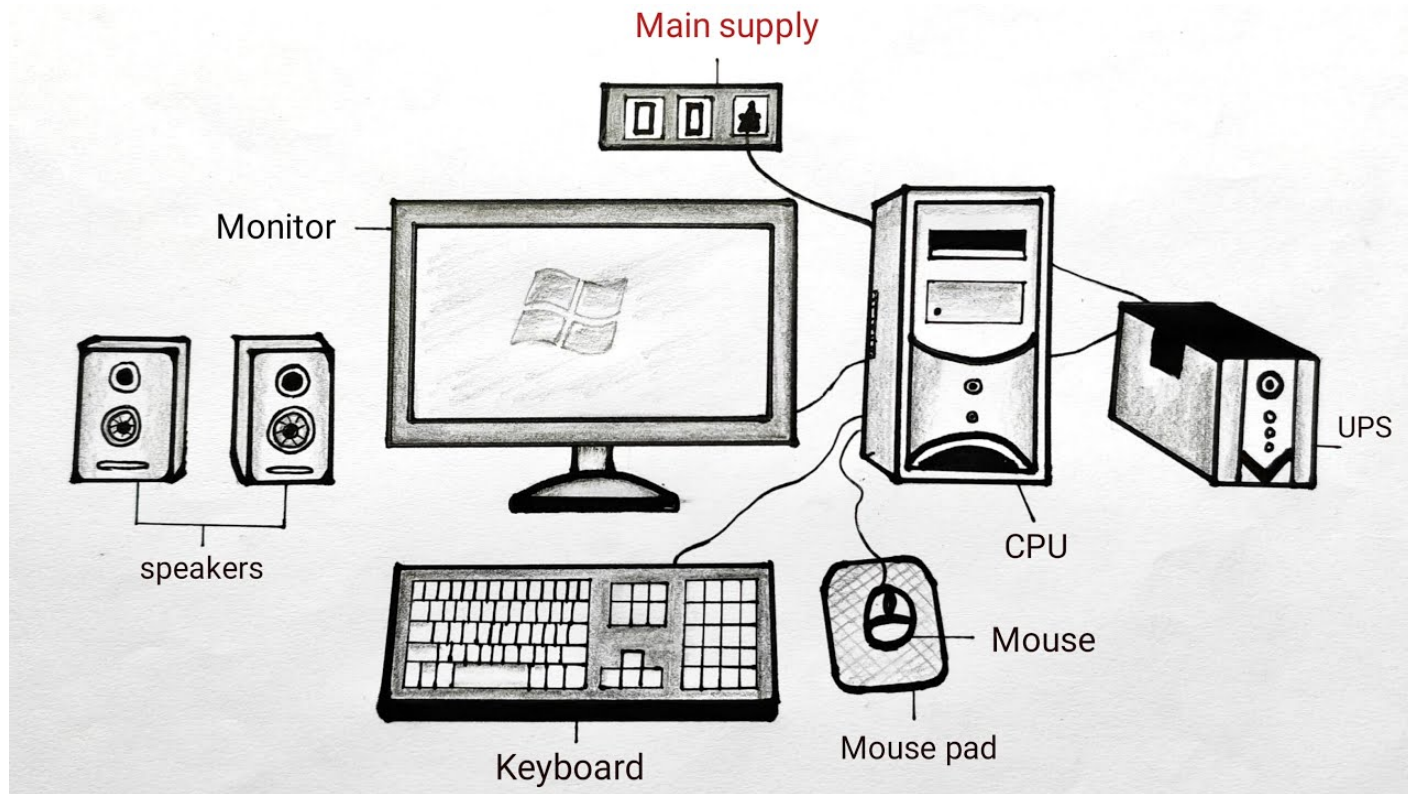 Main supply
Monitor
UPS
CPU
speakers
Mouse
Mouse pad
Keyboard